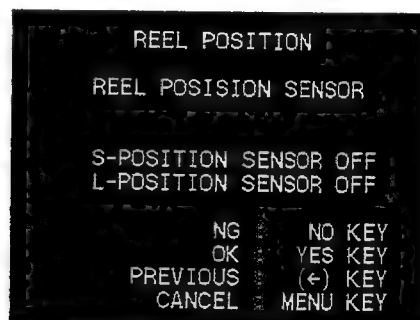 REEL POSITION
REEL POSISION SENSOR
S-POSITION SENSOR OFF
L-POSITION SENSOR OFF
NG : NO KEY
OK : YES KEY
PREVIOUS : (←) KEY
CANCEL : MENU KEY